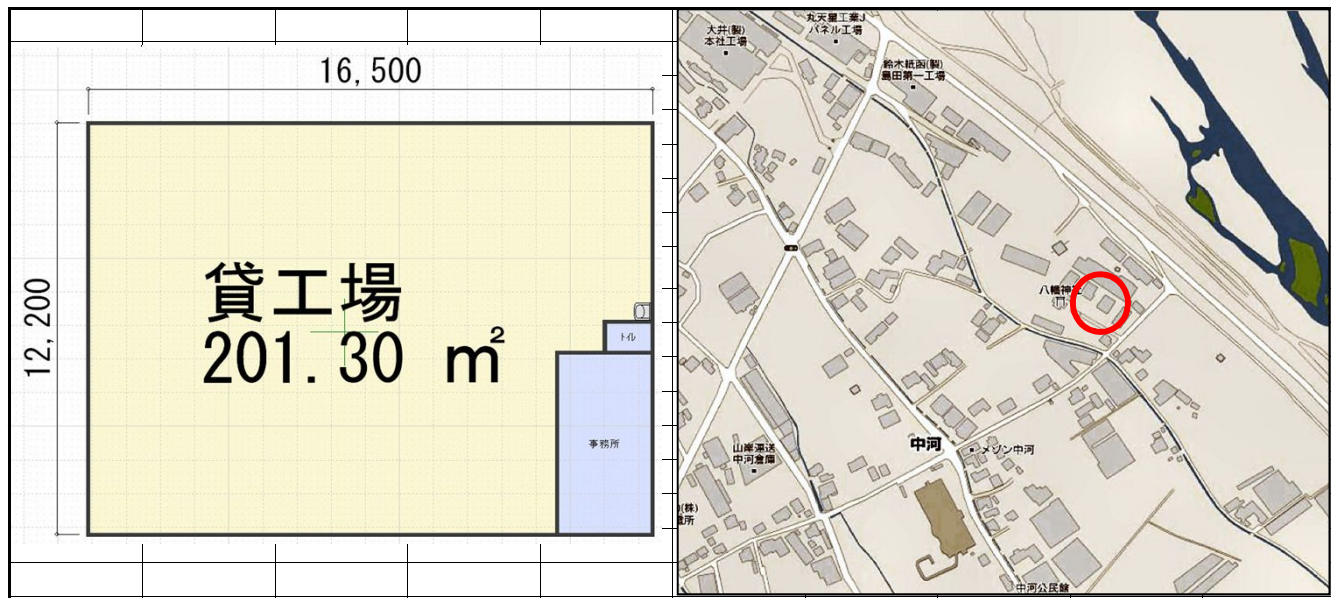 16,500
12,200
貸工場
201.30 ㎡
トイレ
事務所
大井(製)
本社工場
丸天星工業J
パネル工場
鈴木紙函(製)
島田第一工場
八幡神社
中河
メゾン中河
山岸運送
中河倉庫
(株)
中河公民館